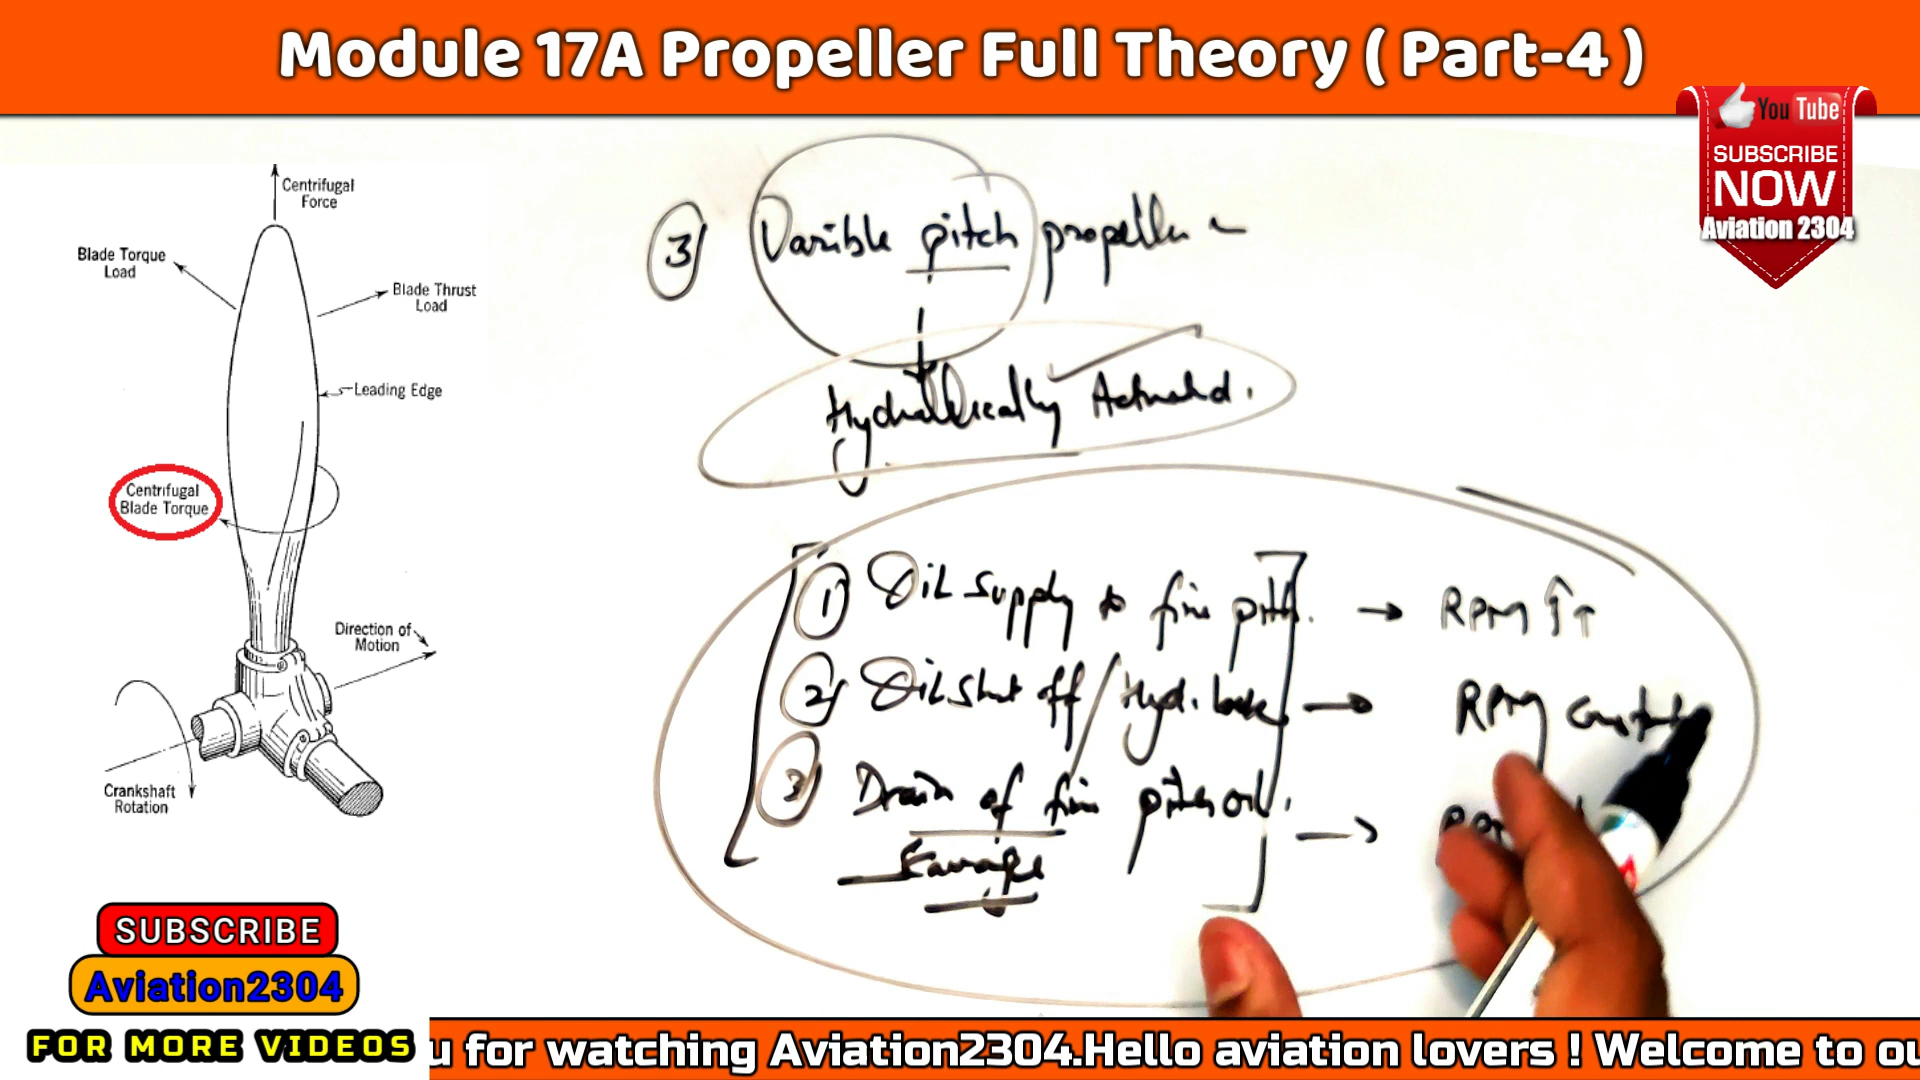 Module 17A Propeller Full Theory ( Part-4 )
You Tube
SUBSCRIBE
NOW
Aviation 2304
Centrifugal
Force
Blade Torque
Load
Blade Thrust
Load
Leading Edge
Centrifugal
Blade Torque
Direction of
Motion
Crankshaft
Rotation
3 Varible pitch propeller
Hydraulically Actuated.
1 Oil supply to fine pitch. → RPM ↑↑
2 Oil shut off / Hyd. lock → RPM
3 Drain of fine pitch oil. →
SUBSCRIBE
Aviation2304
FOR MORE VIDEOS
u for watching Aviation2304.Hello aviation lovers ! Welcome to ou